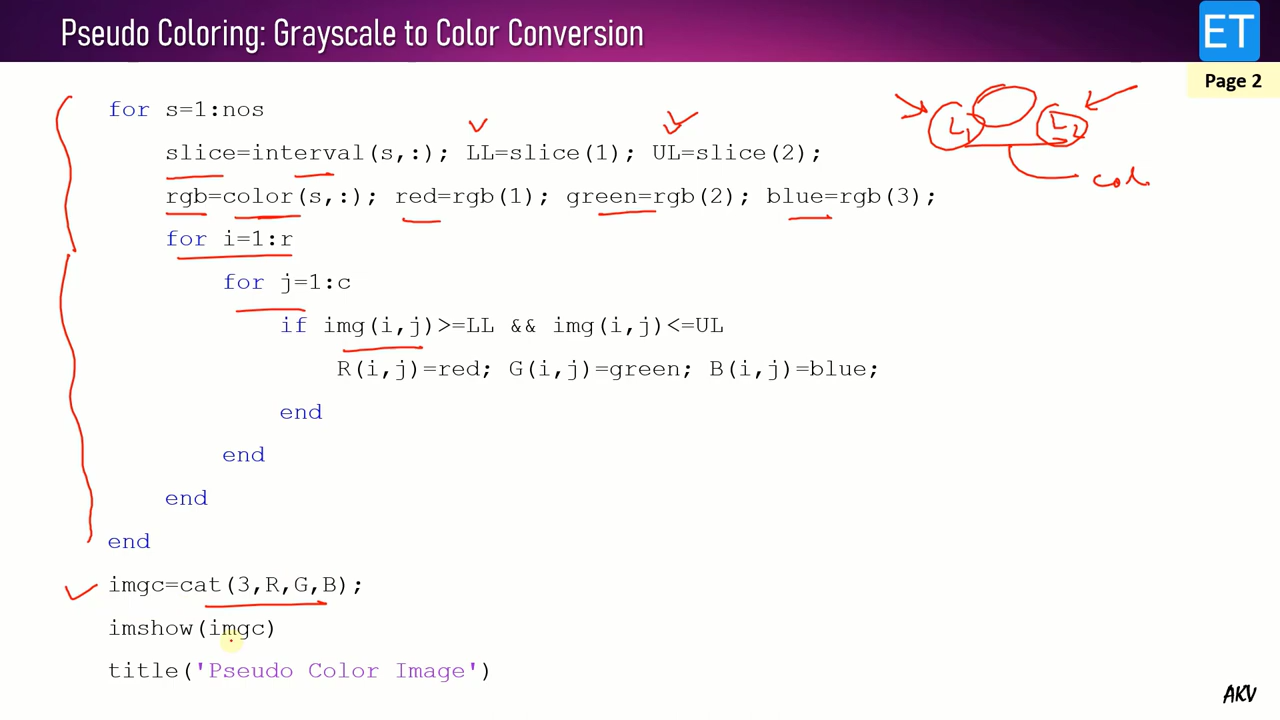 Pseudo Coloring: Grayscale to Color Conversion
ET
Page 2
for s=1:nos
slice=interval(s,:); LL=slice(1); UL=slice(2);
rgb=color(s,:); red=rgb(1); green=rgb(2); blue=rgb(3);
for i=1:r
for j=1:c
if img(i,j)>=LL && img(i,j)<=UL
R(i,j)=red; G(i,j)=green; B(i,j)=blue;
end
end
end
end
imgc=cat(3,R,G,B);
imshow(imgc)
title('Pseudo Color Image')
L1 L2
col
AKV